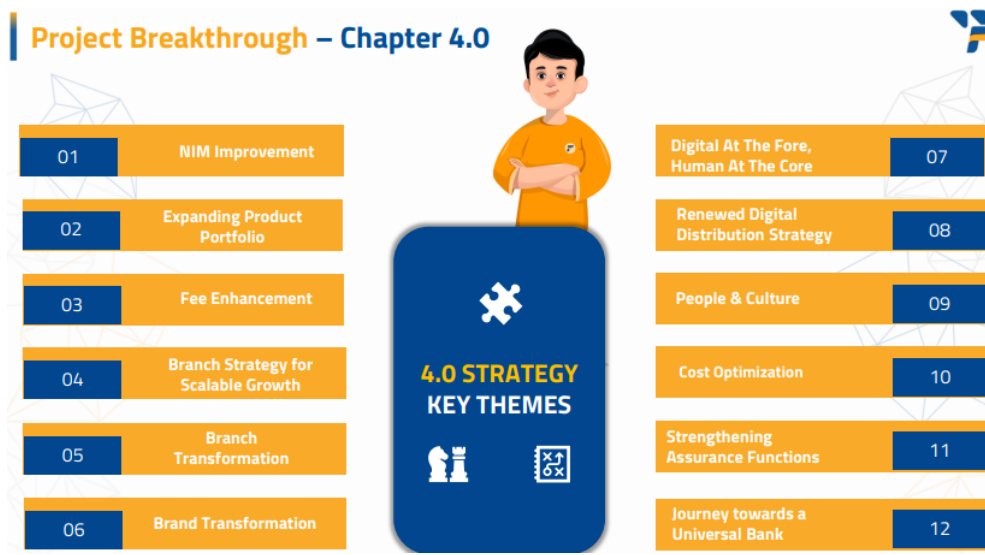 Project Breakthrough – Chapter 4.0
01
NIM Improvement
02
Expanding Product
Portfolio
03
Fee Enhancement
04
Branch Strategy for
Scalable Growth
05
Branch
Transformation
06
Brand Transformation
4.0 STRATEGY
KEY THEMES
Digital At The Fore,
Human At The Core
07
Renewed Digital
Distribution Strategy
08
People & Culture
09
Cost Optimization
10
Strengthening
Assurance Functions
11
Journey towards a
Universal Bank
12